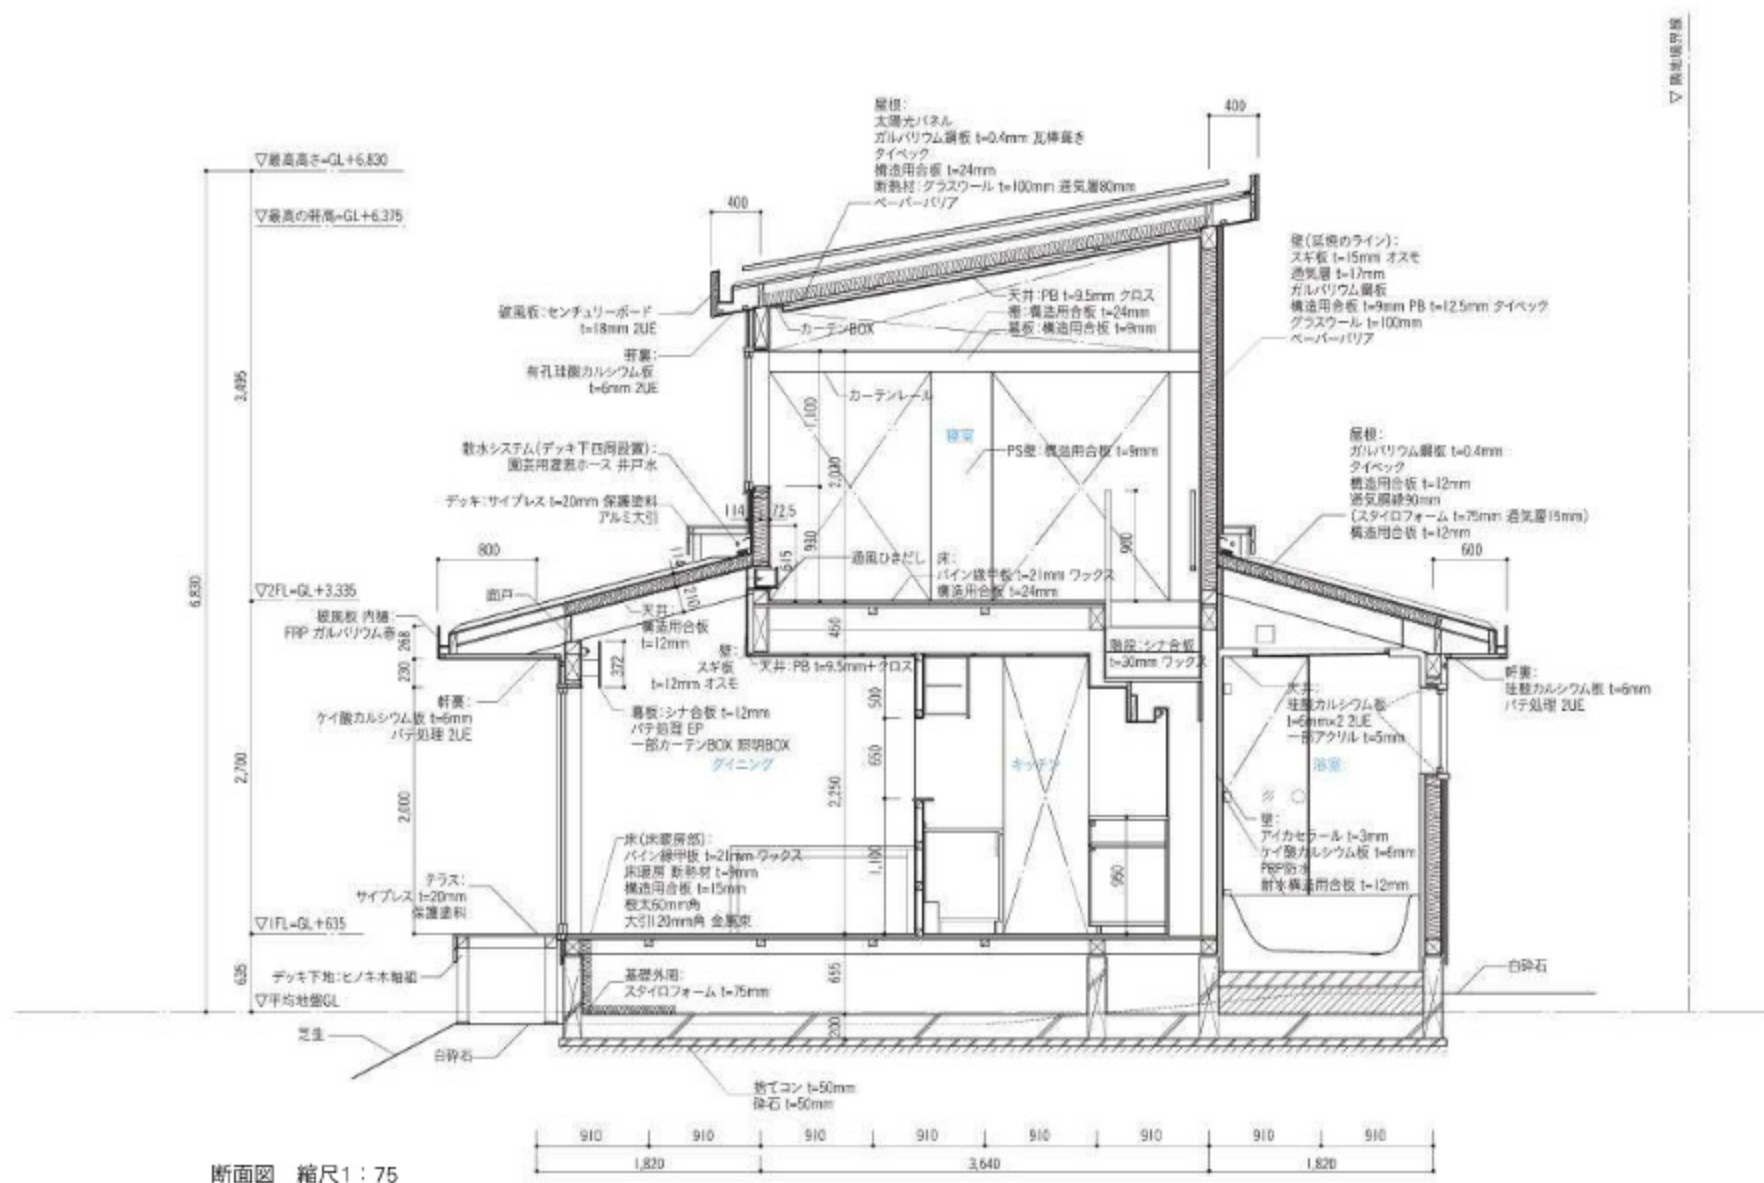 ▽隣地境界線
屋根:
太陽光パネル
ガルバリウム鋼板 t=0.4mm 瓦棒葺き
タイベック
構造用合板 t=24mm
断熱材:グラスウール t=100mm 通気層80mm
ベーパーバリア
400
400
▽最高高さ=GL+6,830
▽最高の軒高=GL+6,375
壁(延焼のライン):
スギ板 t=15mm オスモ
通気層 t=17mm
ガルバリウム鋼板
構造用合板 t=9mm PB t=12.5mm タイベック
グラスウール t=100mm
ベーパーバリア
破風板:センチュリーボード
t=18mm 2UE
軒裏:
有孔珪酸カルシウム板
t=6mm 2UE
カーテンBOX
天井:PB t=9.5mm クロス
棚:構造用合板 t=24mm
幕板:構造用合板 t=9mm
カーテンレール
寝室
PS壁:構造用合板 t=9mm
3,495
1,100
2,030
930
900
散水システム(デッキ下四周設置):
園芸用灌漑ホース 井戸水
デッキ:サイプレス t=20mm 保護塗料
アルミ大引
114
72.5
615
屋根:
ガルバリウム鋼板 t=0.4mm
タイベック
構造用合板 t=12mm
通気胴縁90mm
(スタイロフォーム t=75mm 通気層15mm)
構造用合板 t=12mm
800
600
通風ひきだし
床:
パイン縁甲板 t=21mm ワックス
構造用合板 t=24mm
6,830
▽2FL=GL+3,335
面戸
210
破風板 内樋:
FRP ガルバリウム巻
268
230
372
天井:
構造用合板
t=12mm
壁:
スギ板
t=12mm オスモ
450
天井:PB t=9.5mm+クロス
階段:シナ合板
t=30mm ワックス
軒裏:
ケイ酸カルシウム板 t=6mm
パテ処理 2UE
幕板:シナ合板 t=12mm
パテ処理 EP
一部カーテンBOX 照明BOX
ダイニング
キッチン
浴室
天井:
珪酸カルシウム板
t=6mm×2 2UE
一部アクリル t=5mm
軒裏:
珪酸カルシウム板 t=6mm
パテ処理 2UE
2,700
2,000
2,250
500
650
1,100
950
壁:
アイカセラール t=3mm
ケイ酸カルシウム板 t=6mm
FRP防水
耐水構造用合板 t=12mm
床(床暖房部):
パイン縁甲板 t=21mm ワックス
床暖房 断熱材 t=9mm
構造用合板 t=15mm
根太60mm角
大引120mm角 金属束
テラス:
サイプレス t=20mm
保護塗料
▽1FL=GL+635
635
デッキ下地:ヒノキ木軸組
▽平均地盤GL
基礎外周:
スタイロフォーム t=75mm
655
200
白砕石
芝生
白砕石
捨てコン t=50mm
砕石 t=50mm
910 910 910 910 910 910 910 910
1,820 3,640 1,820
断面図 縮尺1:75